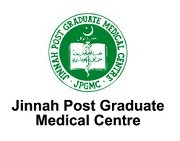 JINNAH POST GRADUATE MEDICAL CENTRE
- JPGMC -
Jinnah Post Graduate
Medical Centre